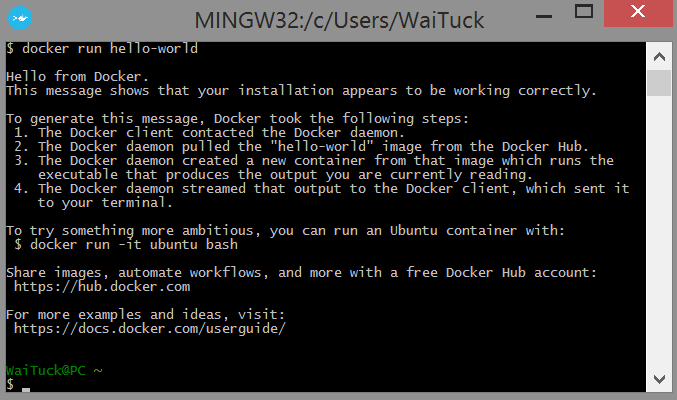 MINGW32:/c/Users/WaiTuck
$ docker run hello-world
Hello from Docker.
This message shows that your installation appears to be working correctly.
To generate this message, Docker took the following steps:
1. The Docker client contacted the Docker daemon.
2. The Docker daemon pulled the "hello-world" image from the Docker Hub.
3. The Docker daemon created a new container from that image which runs the
executable that produces the output you are currently reading.
4. The Docker daemon streamed that output to the Docker client, which sent it
to your terminal.
To try something more ambitious, you can run an Ubuntu container with:
$ docker run -it ubuntu bash
Share images, automate workflows, and more with a free Docker Hub account:
https://hub.docker.com
For more examples and ideas, visit:
https://docs.docker.com/userguide/
WaiTuck@PC ~
$